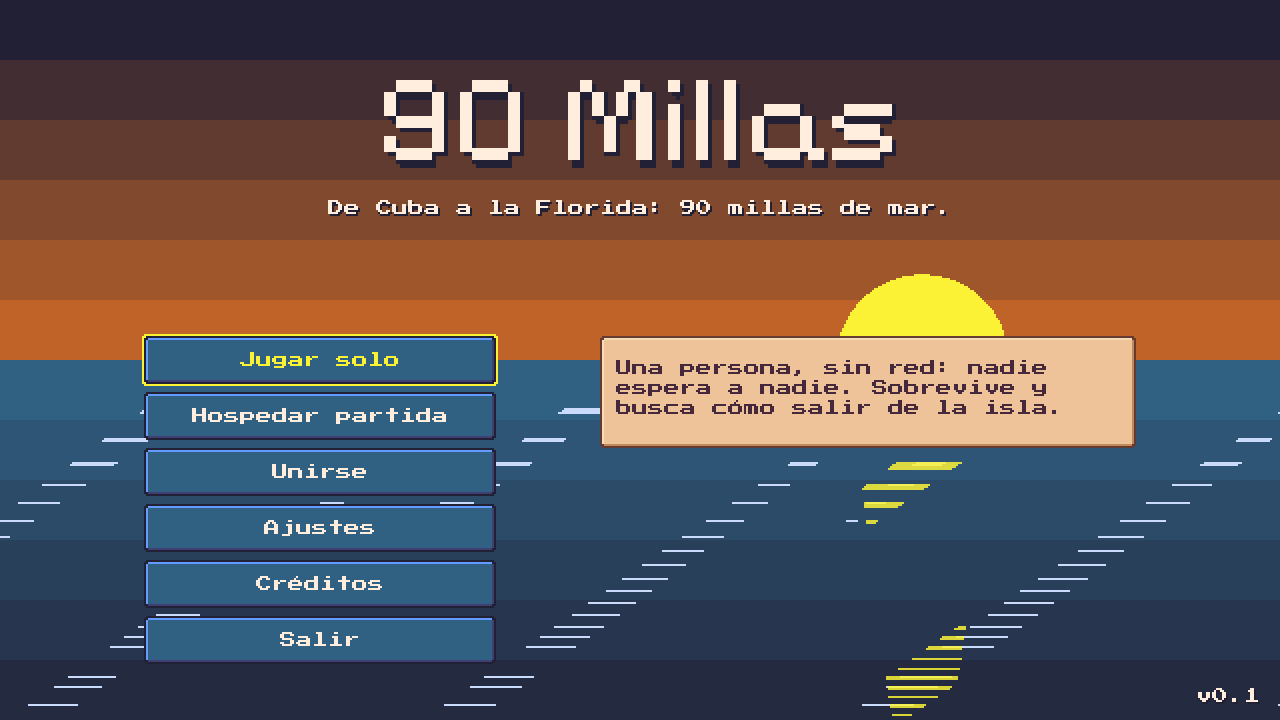 90 Millas
De Cuba a la Florida: 90 millas de mar.
Jugar solo
Hospedar partida
Unirse
Ajustes
Créditos
Salir
Una persona, sin red: nadie
espera a nadie. Sobrevive y
busca cómo salir de la isla.
v0.1